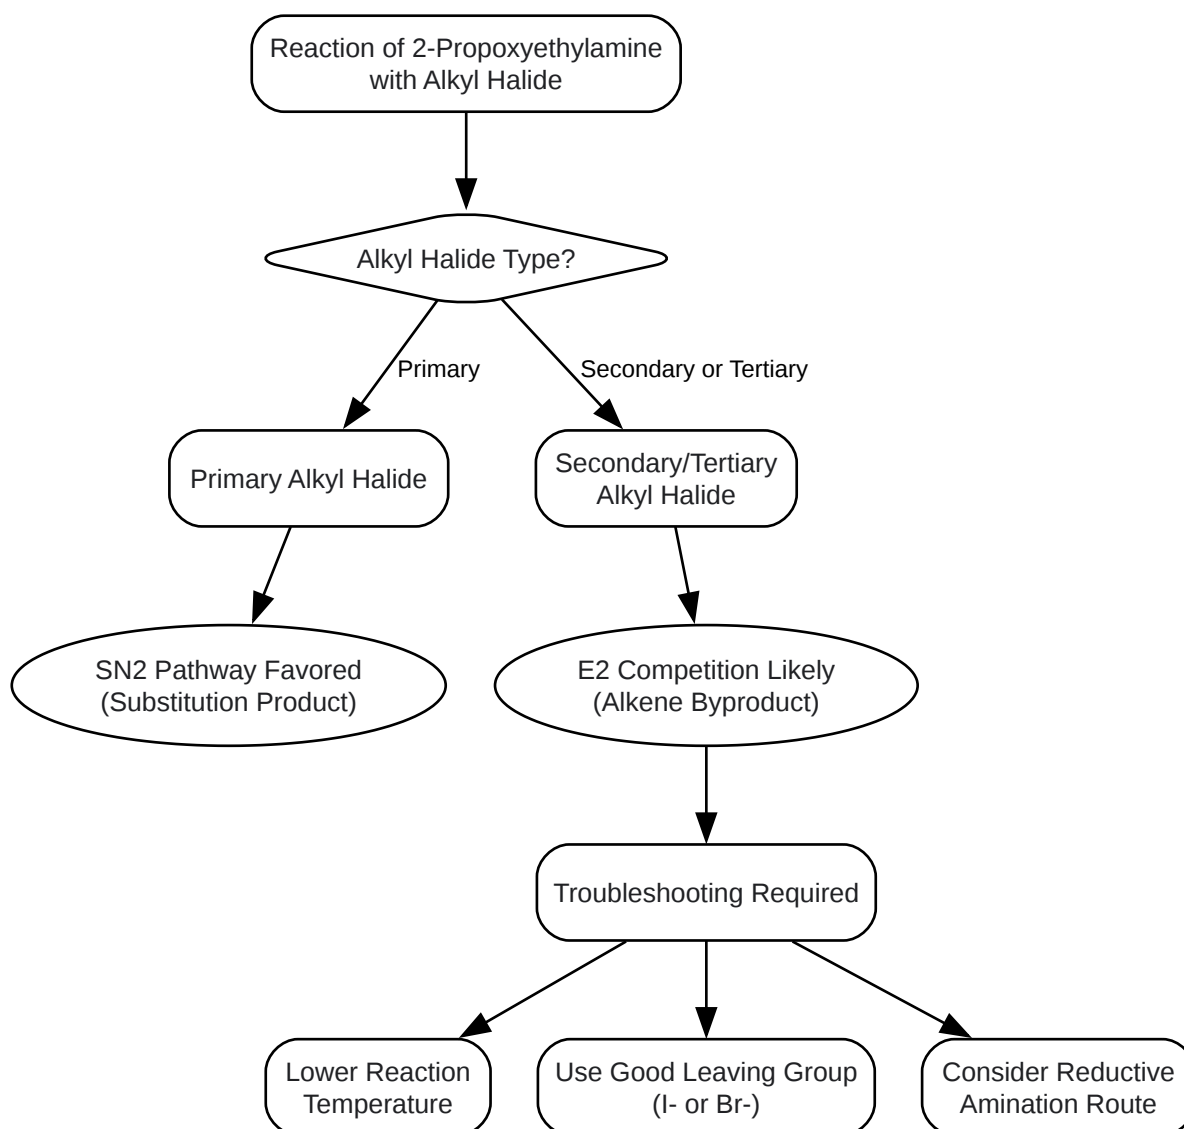 Reaction of 2-Propoxyethylamine
with Alkyl Halide
Alkyl Halide Type?
Primary
Secondary or Tertiary
Primary Alkyl Halide
Secondary/Tertiary
Alkyl Halide
SN2 Pathway Favored
(Substitution Product)
E2 Competition Likely
(Alkene Byproduct)
Troubleshooting Required
Lower Reaction
Temperature
Use Good Leaving Group
(I- or Br-)
Consider Reductive
Amination Route